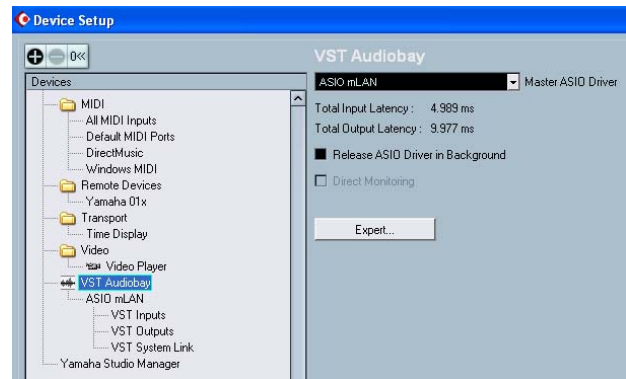 Device Setup
0<<
Devices
MIDI
All MIDI Inputs
Default MIDI Ports
DirectMusic
Windows MIDI
Remote Devices
Yamaha 01x
Transport
Time Display
Video
Video Player
VST Audiobay
ASIO mLAN
VST Inputs
VST Outputs
VST System Link
Yamaha Studio Manager
VST Audiobay
ASIO mLAN Master ASIO Driver
Total Input Latency : 4.989 ms
Total Output Latency : 9.977 ms
Release ASIO Driver in Background
Direct Monitoring
Expert...